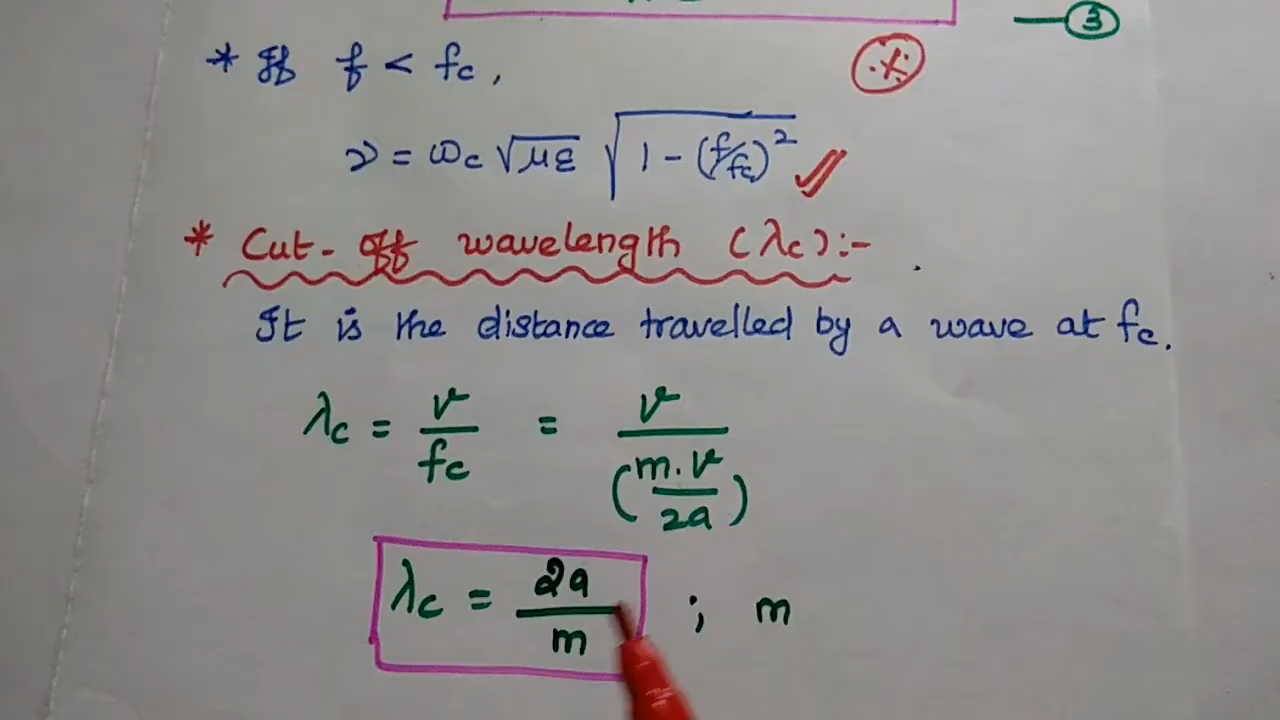 ③
* If f < fc,
ν = ωc √με √1 - (f/fc)²
* Cut-off wavelength (λc):-
It is the distance travelled by a wave at fc.
λc = v/fc = v/(m.v/2a)
λc = 2a/m ; m